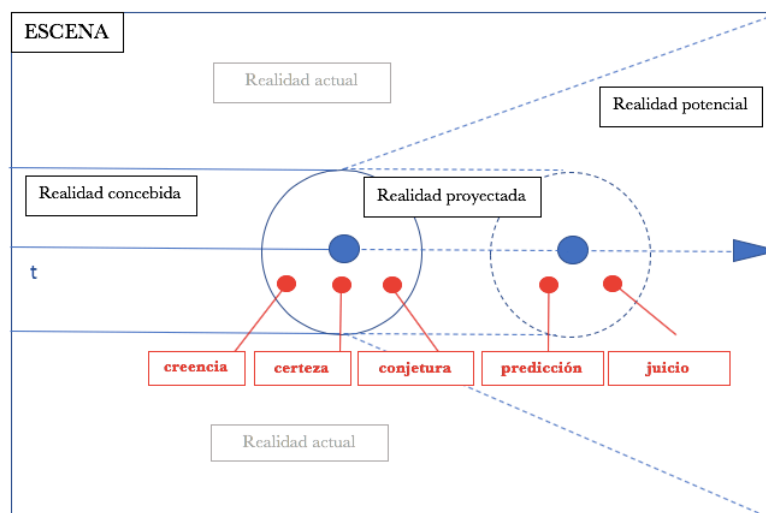 ESCENA
Realidad actual
Realidad potencial
Realidad concebida
Realidad proyectada
t
creencia
certeza
conjetura
predicción
juicio
Realidad actual